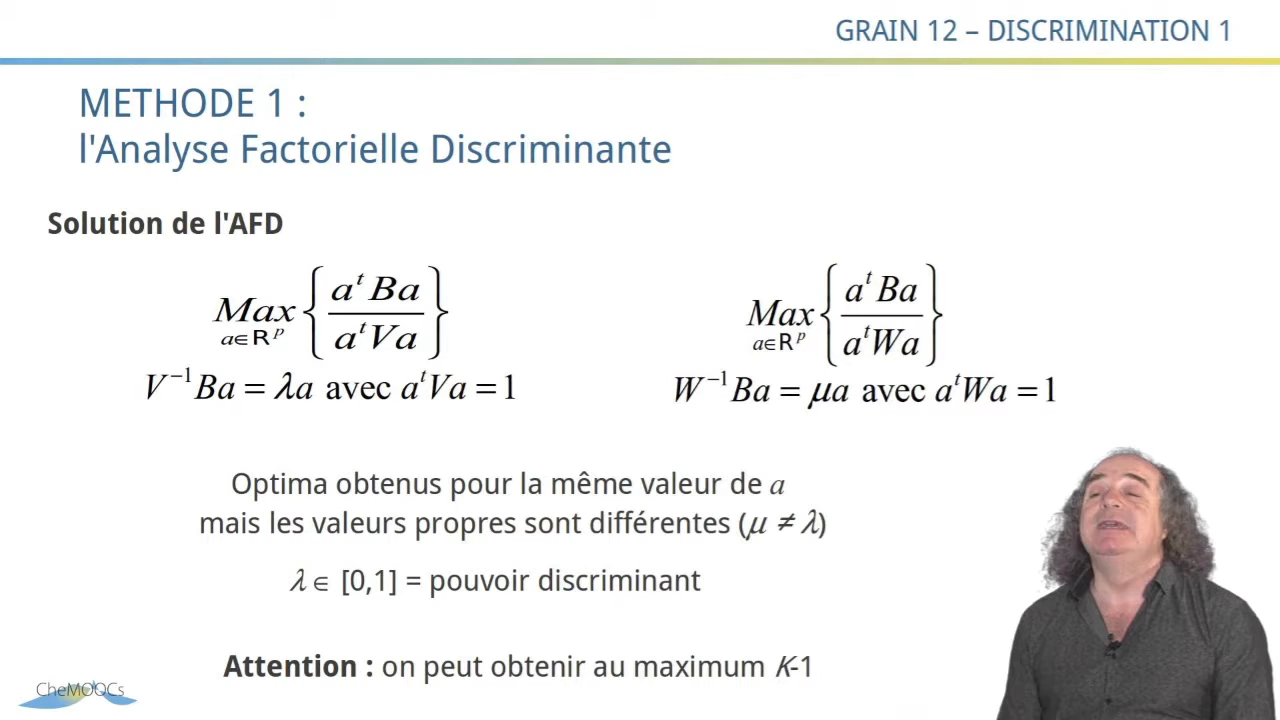 GRAIN 12 – DISCRIMINATION 1
METHODE 1 :
l'Analyse Factorielle Discriminante
Solution de l'AFD
Max a∈R^p { a^t Ba / a^t Va }
V^−1 Ba = λa avec a^t Va = 1
Max a∈R^p { a^t Ba / a^t Wa }
W^−1 Ba = μa avec a^t Wa = 1
Optima obtenus pour la même valeur de a
mais les valeurs propres sont différentes (μ ≠ λ)
λ ∈ [0,1] = pouvoir discriminant
Attention : on peut obtenir au maximum K-1
CheMOOCs